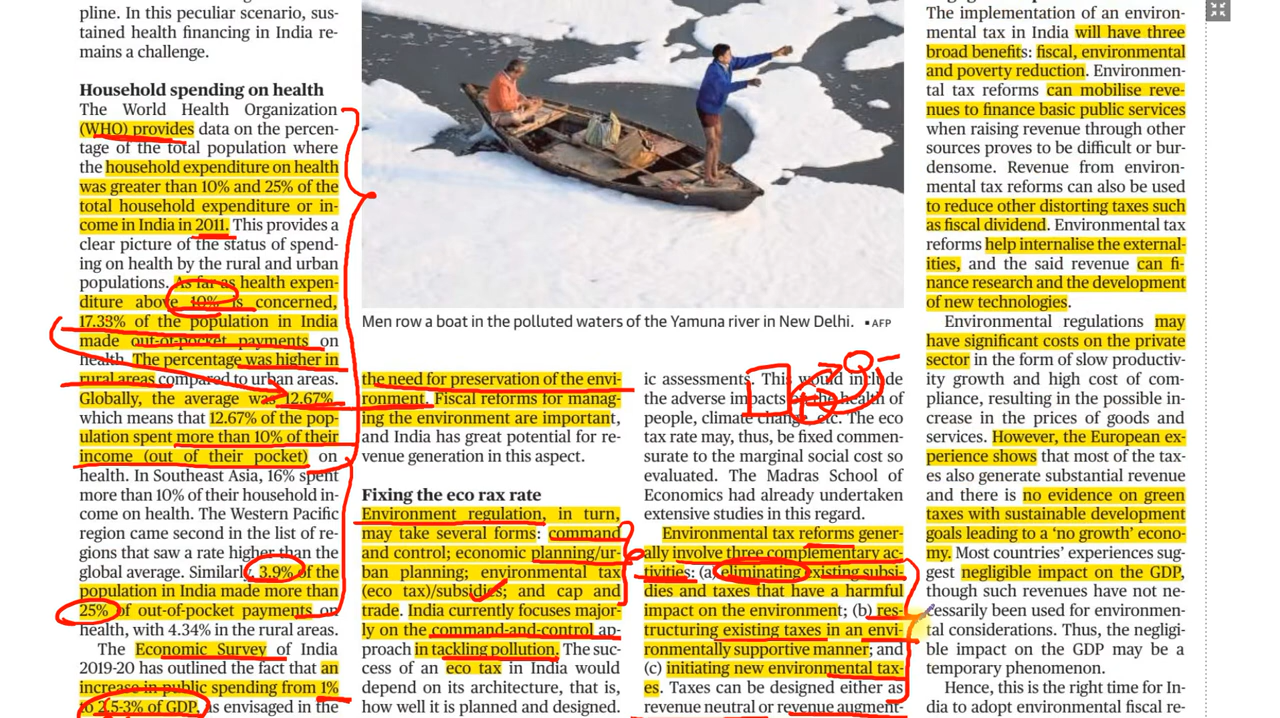 pline. In this peculiar scenario, sus-
tained health financing in India re-
mains a challenge.
Household spending on health
The World Health Organization
(WHO) provides data on the percen-
tage of the total population where
the household expenditure on health
was greater than 10% and 25% of the
total household expenditure or in-
come in India in 2011. This provides a
clear picture of the status of spend-
ing on health by the rural and urban
populations. As far as health expen-
diture above 10% is concerned,
17.33% of the population in India
made out-of-pocket payments on
health. The percentage was higher in
rural areas compared to urban areas.
Globally, the average was 12.67%,
which means that 12.67% of the pop-
ulation spent more than 10% of their
income (out of their pocket) on
health. In Southeast Asia, 16% spent
more than 10% of their household in-
come on health. The Western Pacific
region came second in the list of re-
gions that saw a rate higher than the
global average. Similarly, 3.9% of the
population in India made more than
25% of out-of-pocket payments on
health, with 4.34% in the rural areas.
The Economic Survey of India
2019-20 has outlined the fact that an
increase in public spending from 1%
to 2.5-3% of GDP, as envisaged in the
Men row a boat in the polluted waters of the Yamuna river in New Delhi. ▪ AFP
the need for preservation of the envi-
ronment. Fiscal reforms for manag-
ing the environment are important,
and India has great potential for re-
venue generation in this aspect.
Fixing the eco rax rate
Environment regulation, in turn,
may take several forms: command
and control; economic planning/ur-
ban planning; environmental tax
(eco tax)/subsidies; and cap and
trade. India currently focuses major-
ly on the command-and-control ap-
proach in tackling pollution. The suc-
cess of an eco tax in India would
depend on its architecture, that is,
how well it is planned and designed.
ic assessments. This would include
the adverse impacts on the health of
people, climate change, etc. The eco
tax rate may, thus, be fixed commen-
surate to the marginal social cost so
evaluated. The Madras School of
Economics had already undertaken
extensive studies in this regard.
Environmental tax reforms gener-
ally involve three complementary ac-
tivities: (a) eliminating existing subsi-
dies and taxes that have a harmful
impact on the environment; (b) res-
tructuring existing taxes in an envi-
ronmentally supportive manner; and
(c) initiating new environmental tax-
es. Taxes can be designed either as
revenue neutral or revenue augment-
The implementation of an environ-
mental tax in India will have three
broad benefits: fiscal, environmental
and poverty reduction. Environmen-
tal tax reforms can mobilise reve-
nues to finance basic public services
when raising revenue through other
sources proves to be difficult or bur-
densome. Revenue from environ-
mental tax reforms can also be used
to reduce other distorting taxes such
as fiscal dividend. Environmental tax
reforms help internalise the external-
ities, and the said revenue can fi-
nance research and the development
of new technologies.
Environmental regulations may
have significant costs on the private
sector in the form of slow productiv-
ity growth and high cost of com-
pliance, resulting in the possible in-
crease in the prices of goods and
services. However, the European ex-
perience shows that most of the tax-
es also generate substantial revenue
and there is no evidence on green
taxes with sustainable development
goals leading to a ‘no growth’ econo-
my. Most countries’ experiences sug-
gest negligible impact on the GDP,
though such revenues have not ne-
cessarily been used for environmen-
tal considerations. Thus, the negligi-
ble impact on the GDP may be a
temporary phenomenon.
Hence, this is the right time for In-
dia to adopt environmental fiscal re-